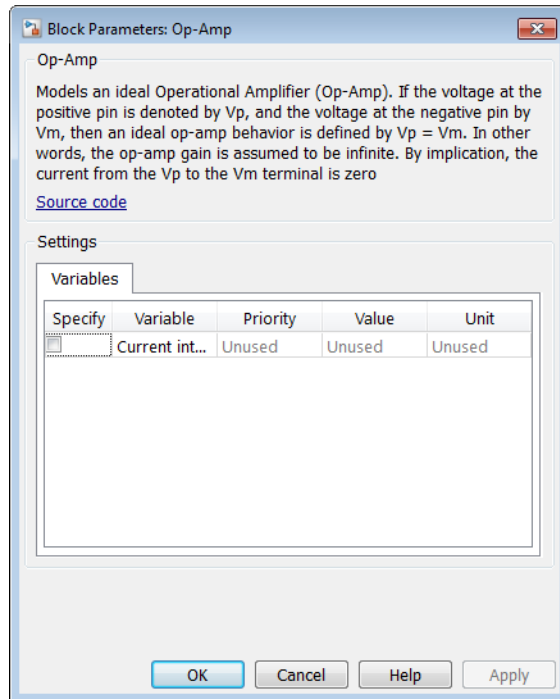 Block Parameters: Op-Amp
Op-Amp
Models an ideal Operational Amplifier (Op-Amp). If the voltage at the
positive pin is denoted by Vp, and the voltage at the negative pin by
Vm, then an ideal op-amp behavior is defined by Vp = Vm. In other
words, the op-amp gain is assumed to be infinite. By implication, the
current from the Vp to the Vm terminal is zero
Source code
Settings
Variables
Specify Variable Priority Value Unit
Current int... Unused Unused Unused
OK Cancel Help Apply